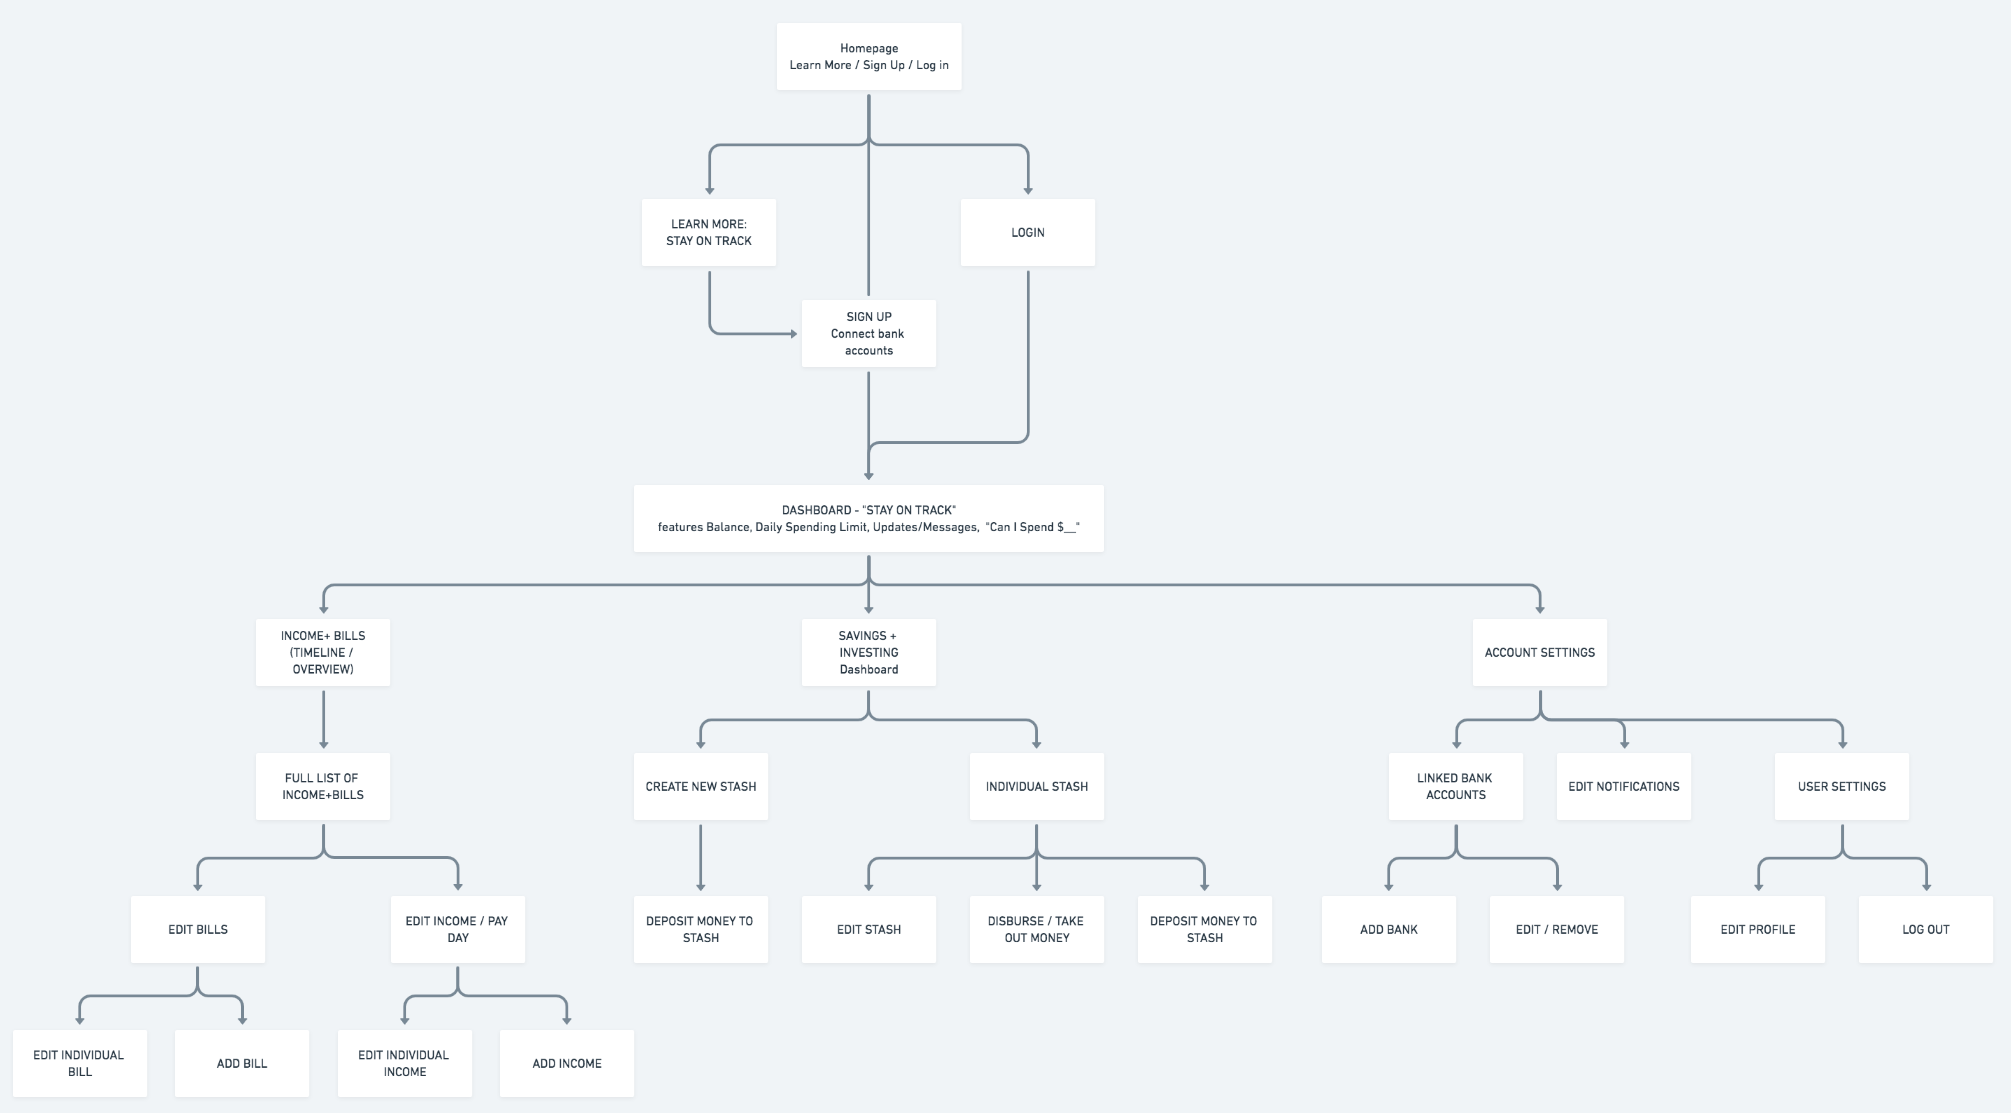 Homepage
Learn More / Sign Up / Log in
LEARN MORE:
STAY ON TRACK
LOGIN
SIGN UP
Connect bank
accounts
DASHBOARD - "STAY ON TRACK"
features Balance, Daily Spending Limit, Updates/Messages, "Can I Spend $__"
INCOME+ BILLS
(TIMELINE /
OVERVIEW)
SAVINGS +
INVESTING
Dashboard
ACCOUNT SETTINGS
FULL LIST OF
INCOME+BILLS
CREATE NEW STASH
INDIVIDUAL STASH
LINKED BANK
ACCOUNTS
EDIT NOTIFICATIONS
USER SETTINGS
EDIT BILLS
EDIT INCOME / PAY
DAY
DEPOSIT MONEY TO
STASH
EDIT STASH
DISBURSE / TAKE
OUT MONEY
DEPOSIT MONEY TO
STASH
ADD BANK
EDIT / REMOVE
EDIT PROFILE
LOG OUT
EDIT INDIVIDUAL
BILL
ADD BILL
EDIT INDIVIDUAL
INCOME
ADD INCOME